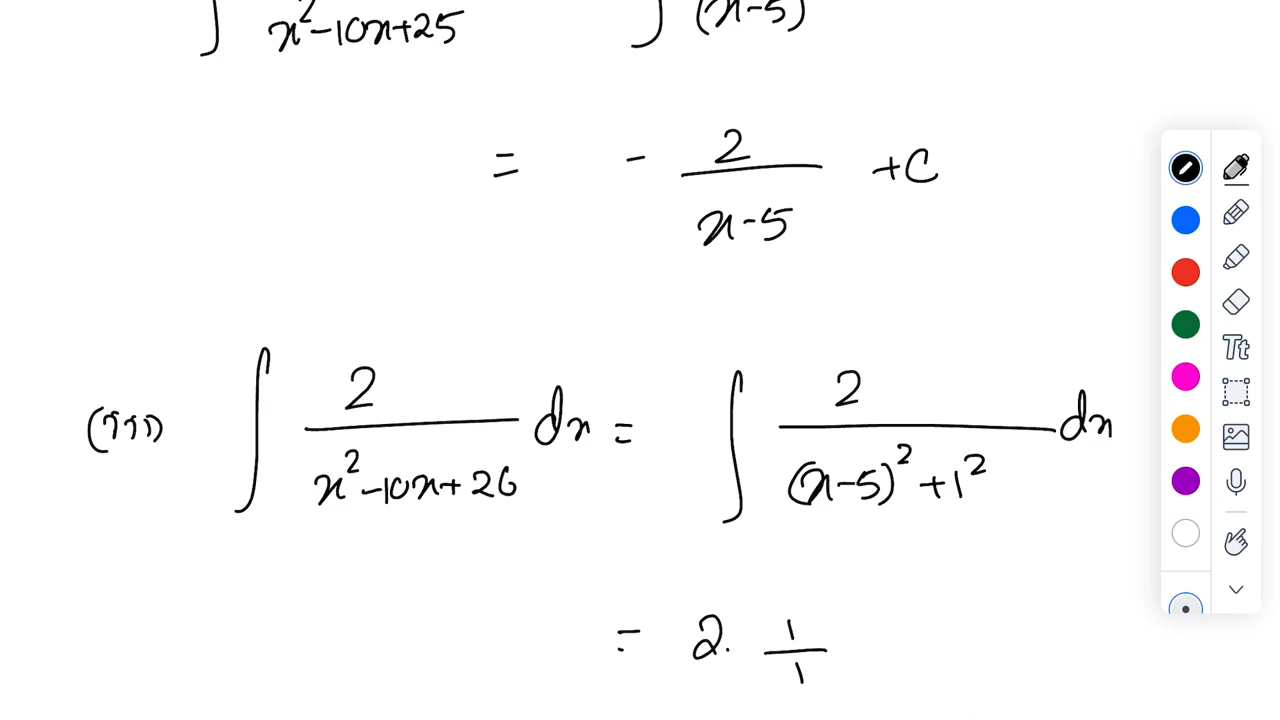 ∫ x²-10x+25 ∫ (x-5)
= - 2/(x-5) +C
(iii) ∫ 2/(x²-10x+26) dx = ∫ 2/((x-5)²+1²) dx
= 2. 1/1
Tt